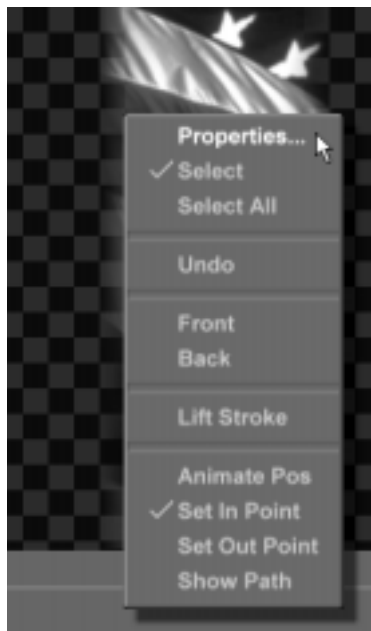 Properties...
Select
Select All
Undo
Front
Back
Lift Stroke
Animate Pos
Set In Point
Set Out Point
Show Path